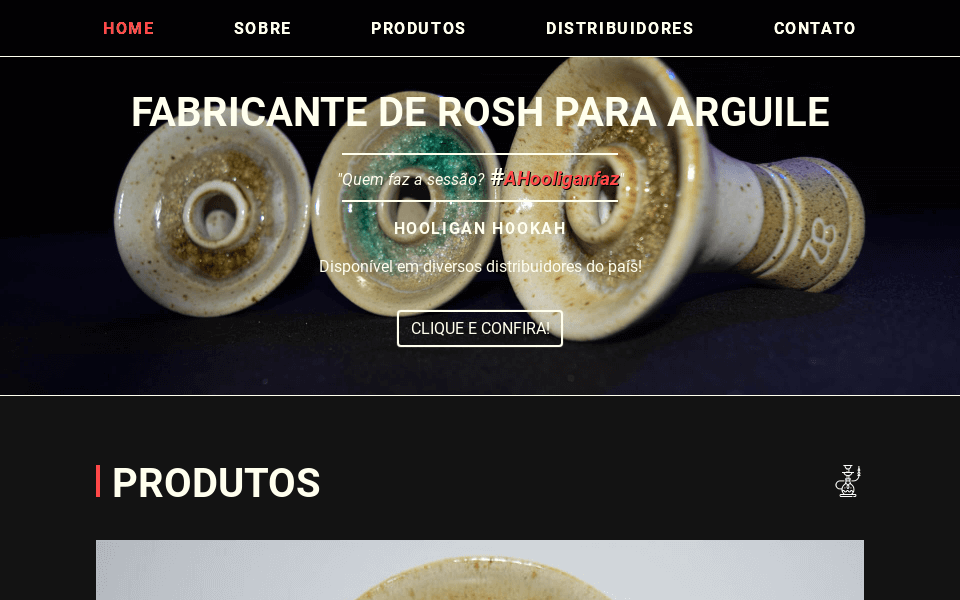 HOME SOBRE PRODUTOS DISTRIBUIDORES CONTATO
FABRICANTE DE ROSH PARA ARGUILE
"Quem faz a sessão? #AHooliganfaz"
HOOLIGAN HOOKAH
Disponível em diversos distribuidores do país!
CLIQUE E CONFIRA!
PRODUTOS